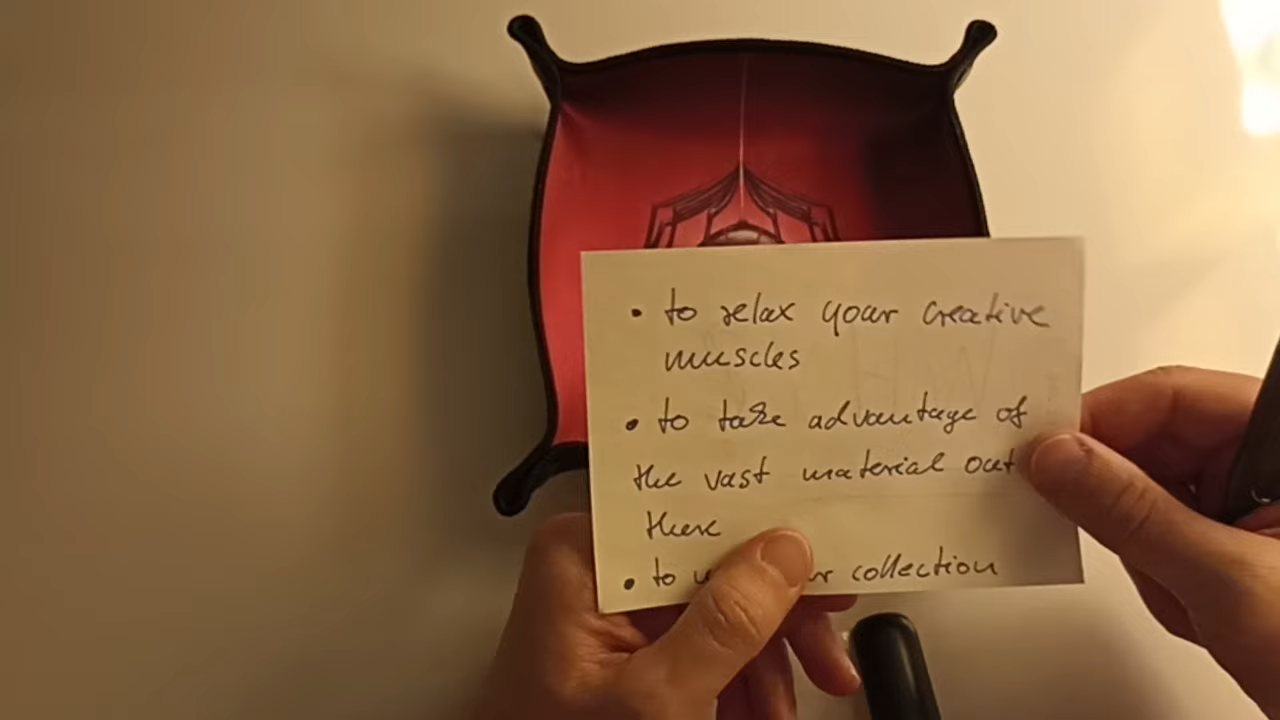 • to relax your creative
muscles
• to take advantage of
the vast material out
there
• to collection